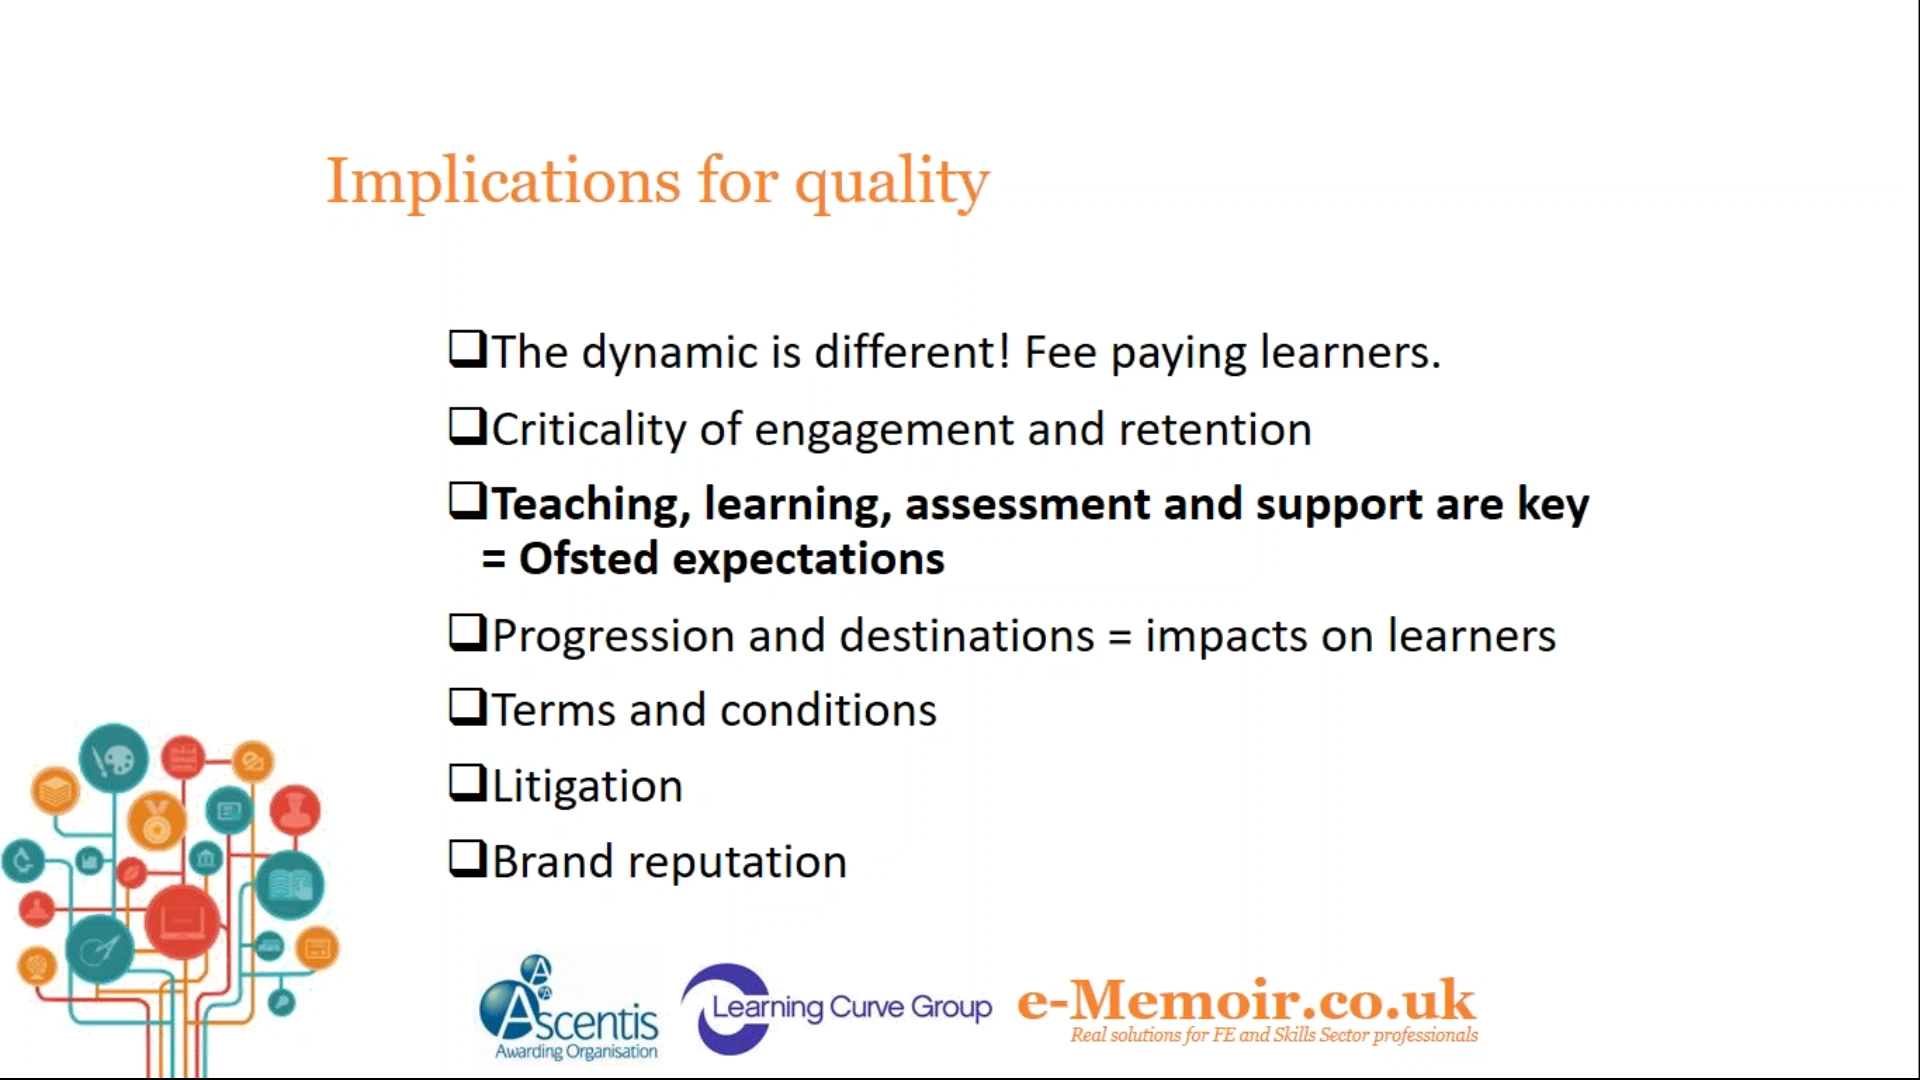 Implications for quality
❑The dynamic is different! Fee paying learners.
❑Criticality of engagement and retention
❑Teaching, learning, assessment and support are key
= Ofsted expectations
❑Progression and destinations = impacts on learners
❑Terms and conditions
❑Litigation
❑Brand reputation
A
A
Ascentis
Awarding Organisation
Learning Curve Group
e-Memoir.co.uk
Real solutions for FE and Skills Sector professionals